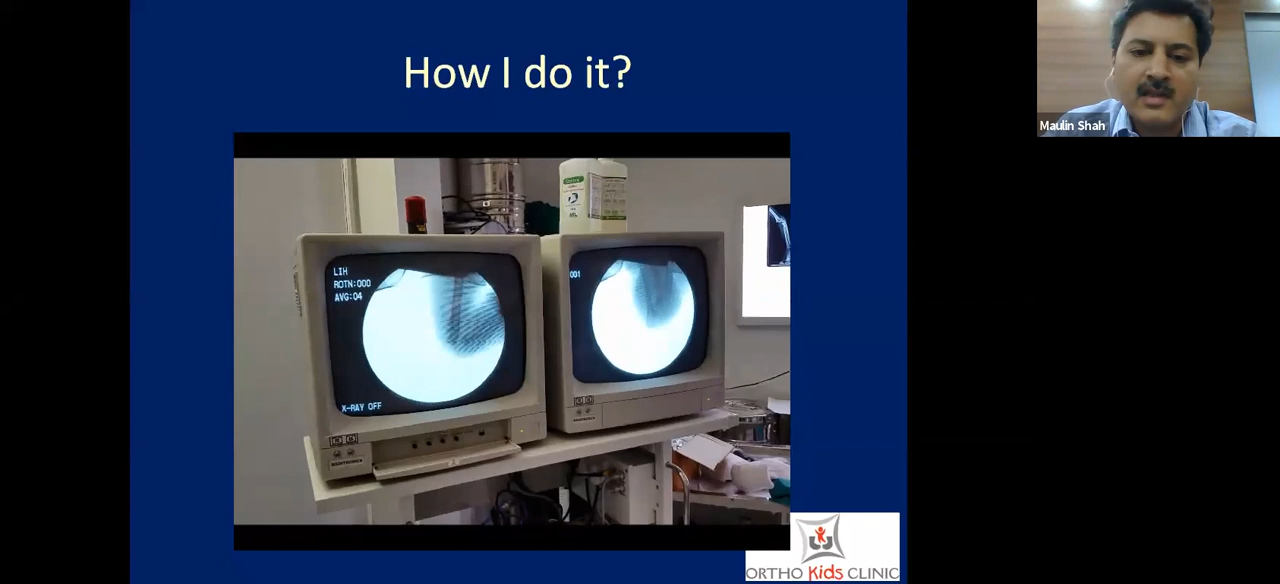 How I do it?
Maulin Shah
LIH
ROTN:000
AVG:04
X-RAY OFF
001
ORTHO Kids CLINIC